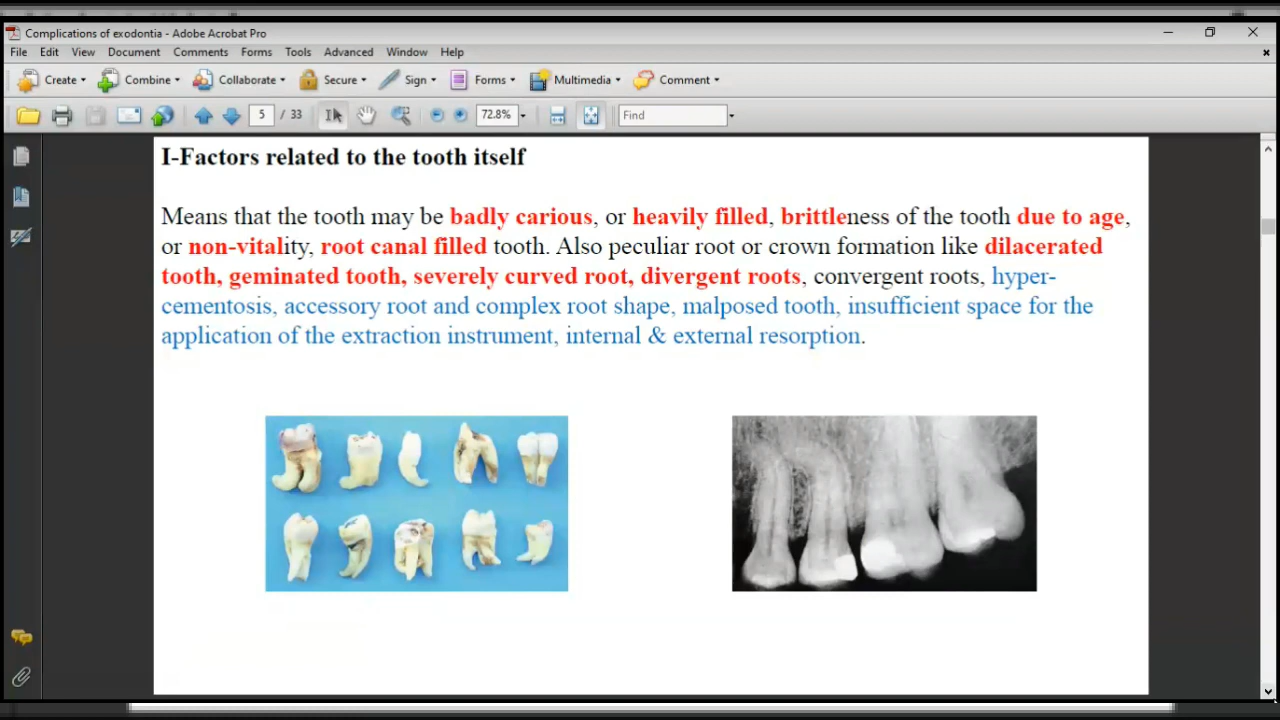 Complications of exodontia - Adobe Acrobat Pro
File Edit View Document Comments Forms Tools Advanced Window Help
Create Combine Collaborate Secure Sign Forms Multimedia Comment
5 / 33 72.8% Find
I-Factors related to the tooth itself
Means that the tooth may be badly carious, or heavily filled, brittleness of the tooth due to age,
or non-vitality, root canal filled tooth. Also peculiar root or crown formation like dilacerated
tooth, geminated tooth, severely curved root, divergent roots, convergent roots, hyper-
cementosis, accessory root and complex root shape, malposed tooth, insufficient space for the
application of the extraction instrument, internal & external resorption.